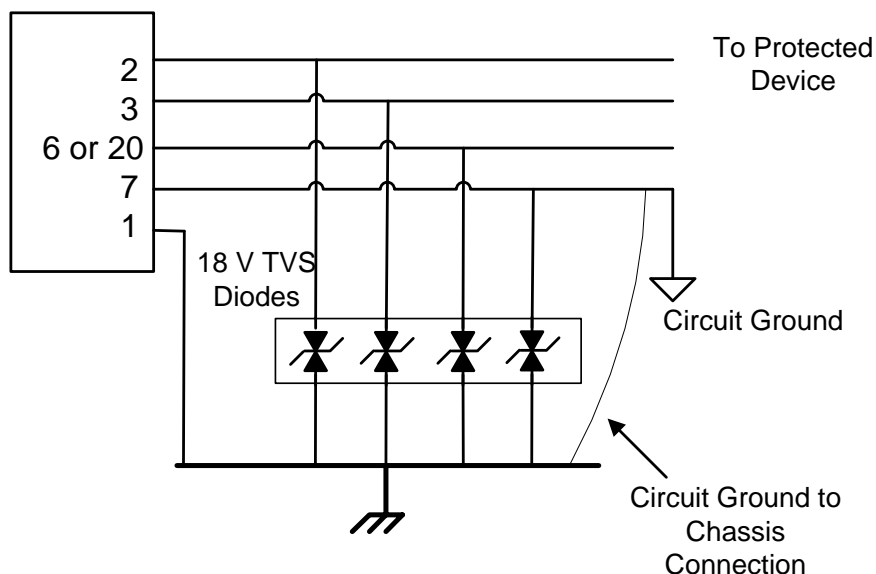 2
3
6 or 20
7
1
To Protected
Device
18 V TVS
Diodes
Circuit Ground
Circuit Ground to
Chassis
Connection